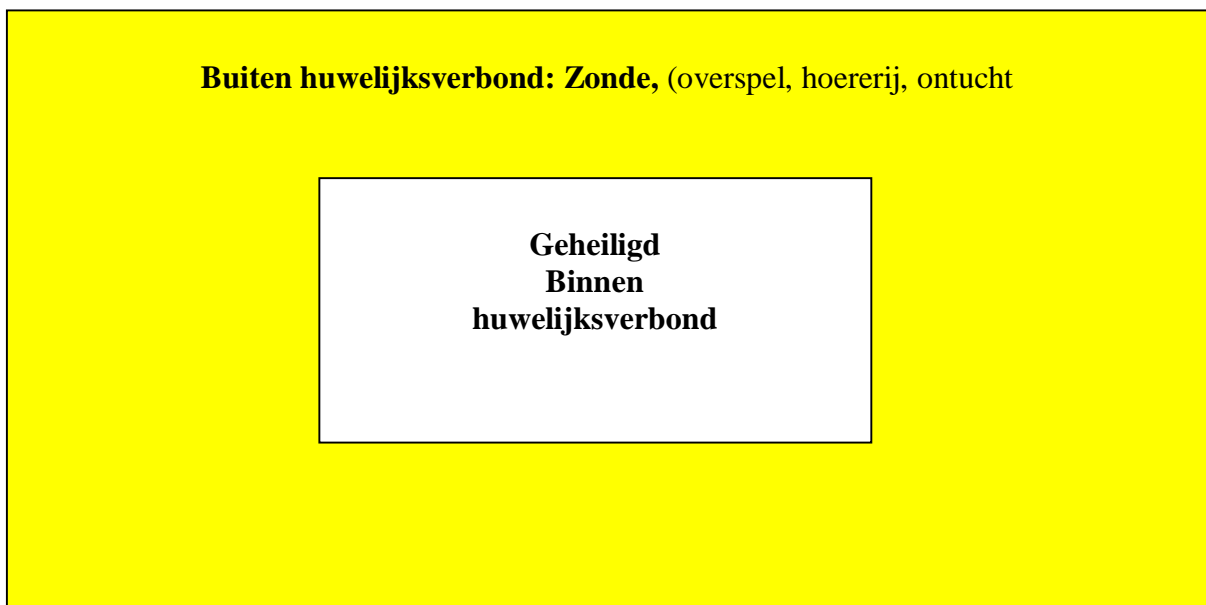 Buiten huwelijksverbond: Zonde, (overspel, hoererij, ontucht
Geheiligd
Binnen
huwelijksverbond